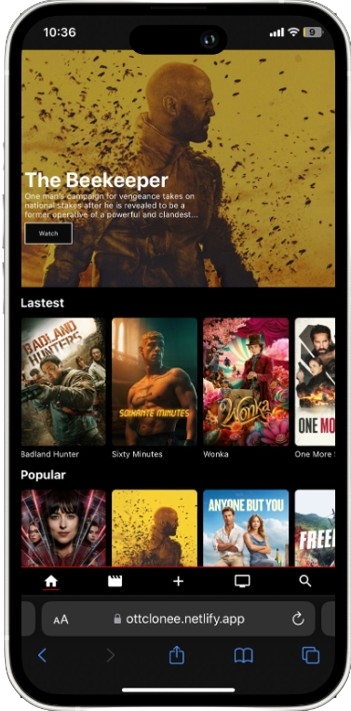 10:36
9
The Beekeeper
One man's campaign for vengeance takes on
national stakes after he is revealed to be a
former operative of a powerful and clandest...
Watch
Lastest
BADLAND
HUNTERS
SOIXANTE MINUTES
Wonka
ONE MO
Badland Hunter
Sixty Minutes
Wonka
One More
Popular
ANYONE BUT YOU
FREEL
AA
ottclonee.netlify.app